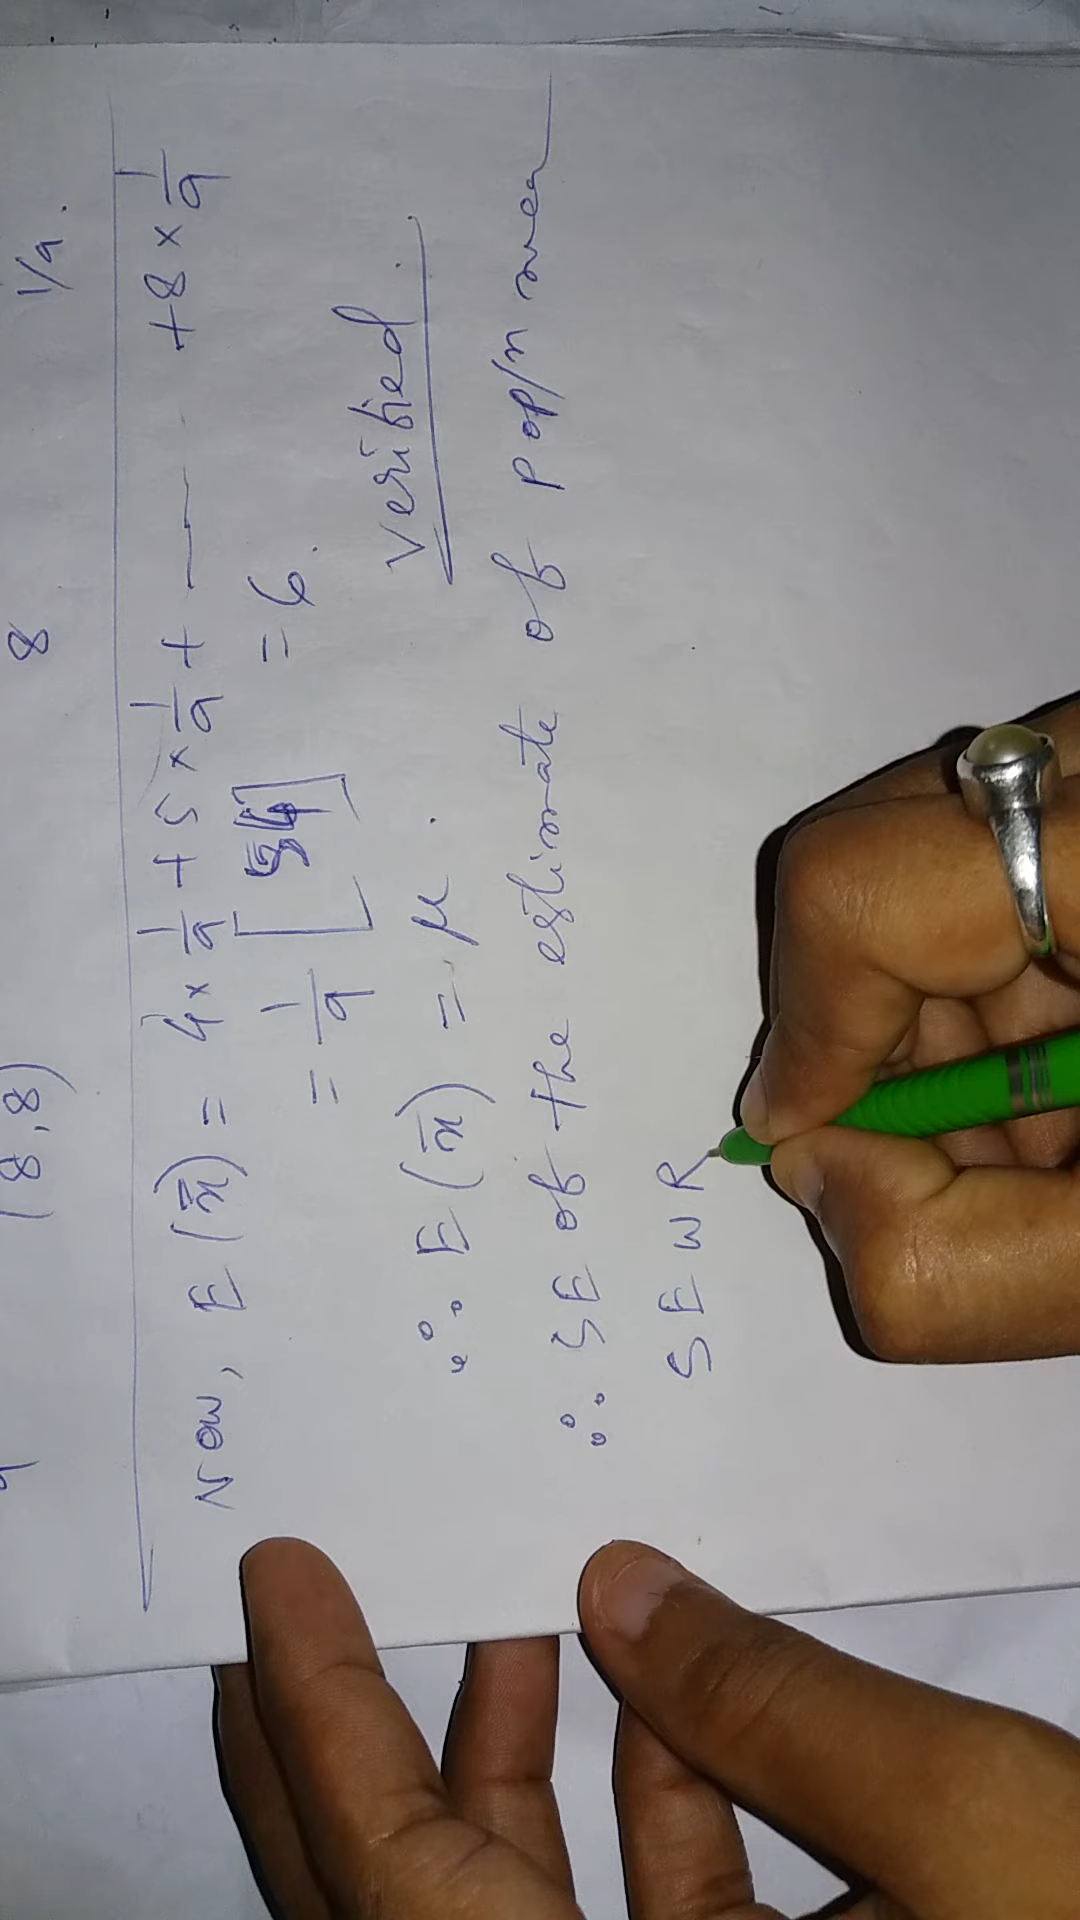 9 (8,8) 8 1/9.
Now, E(x̄) = 4×1/9 + 5×1/9 + —— +8×1/9
= 1/9 [54] = 6.
∴ E(x̄) = μ. verified
∴ SE of the estimate of pop/n mean
SEWR